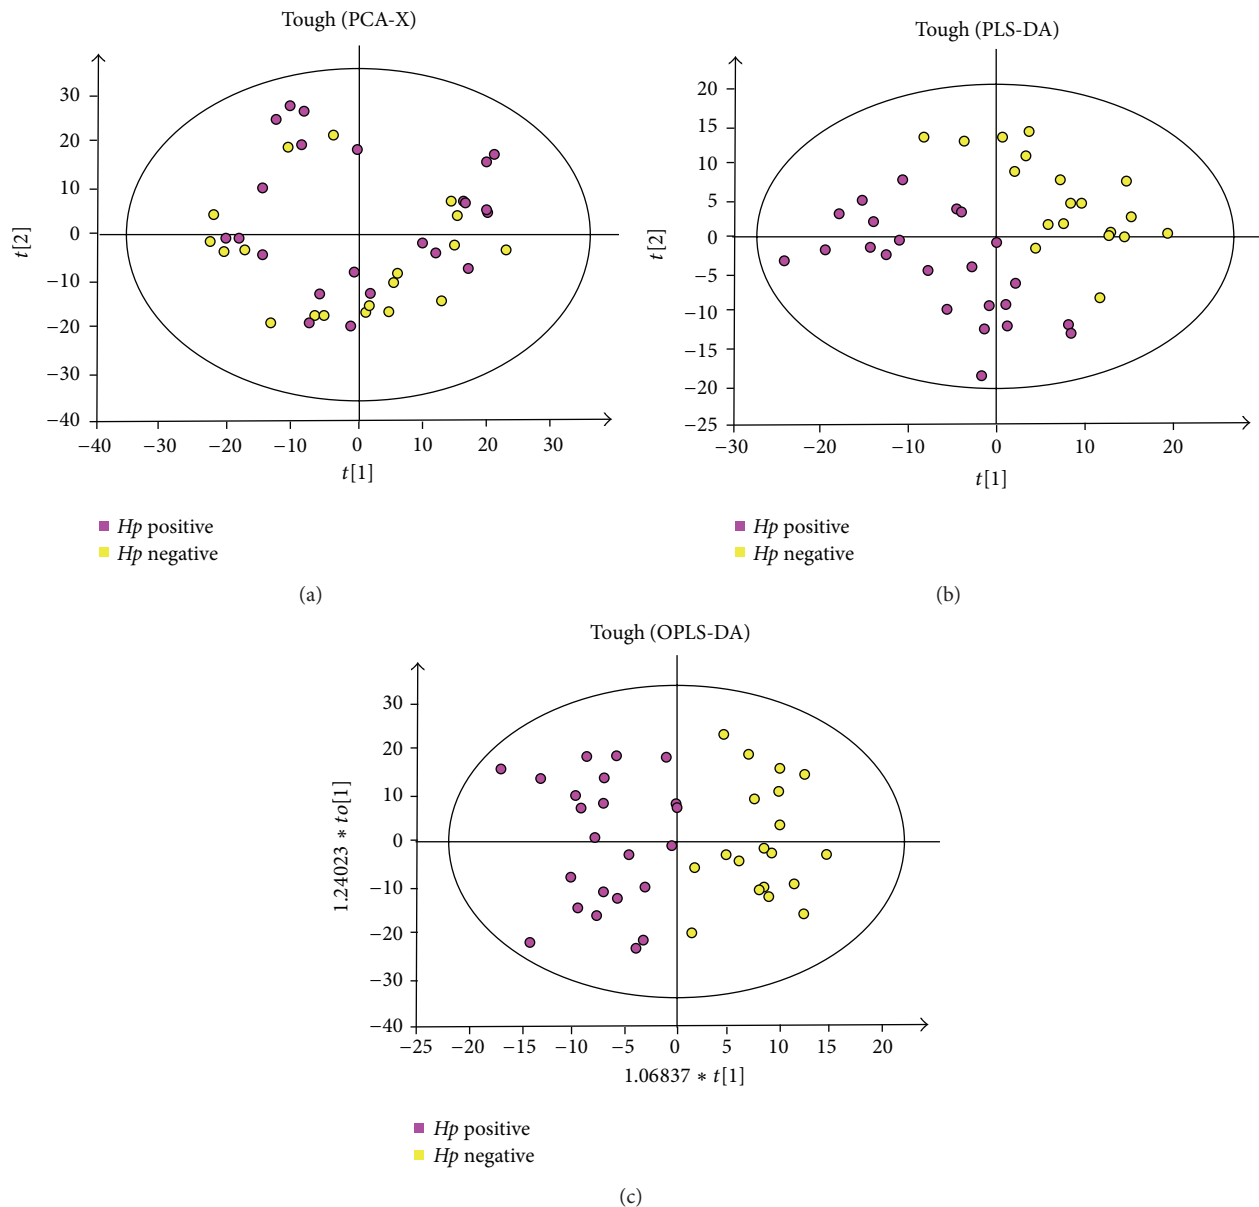 Tough (PCA-X)
30
20
10
0
−10
−20
−30
−40
t[2]
−40 −30 −20 −10 0 10 20 30
t[1]
Hp positive
Hp negative
(a)
Tough (PLS-DA)
20
15
10
5
0
−5
−10
−15
−20
−25
t[2]
−30 −20 −10 0 10 20
t[1]
Hp positive
Hp negative
(b)
Tough (OPLS-DA)
30
20
10
0
−10
−20
−30
−40
1.24023 ∗ to[1]
−25 −20 −15 −10 −5 0 5 10 15 20
1.06837 ∗ t[1]
Hp positive
Hp negative
(c)